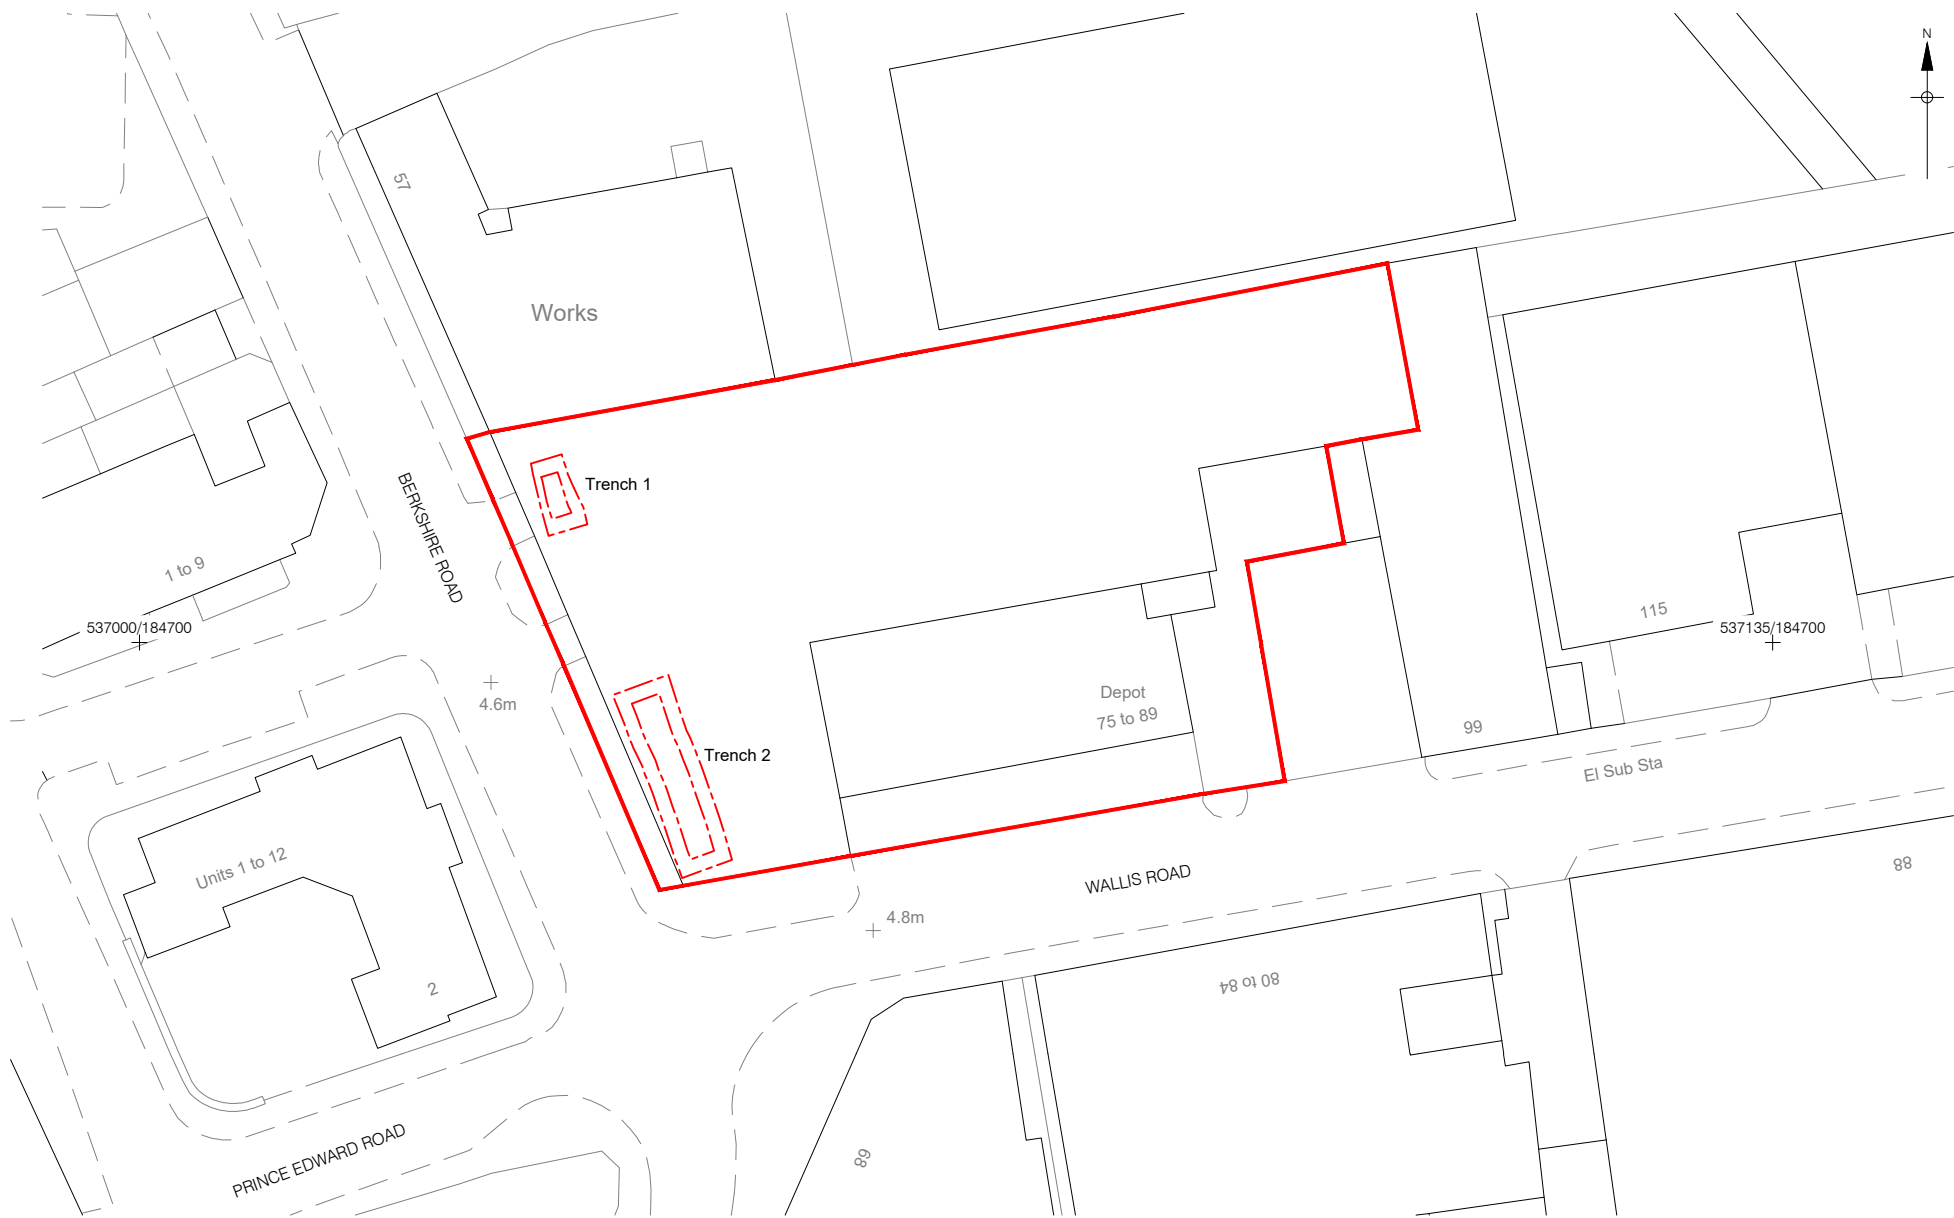 N
57
Works
Trench 1
BERKSHIRE ROAD
1 to 9
537000/184700
115
537135/184700
4.6m
Depot
75 to 89
99
Trench 2
El Sub Sta
Units 1 to 12
WALLIS ROAD
88
4.8m
2
80 to 84
PRINCE EDWARD ROAD